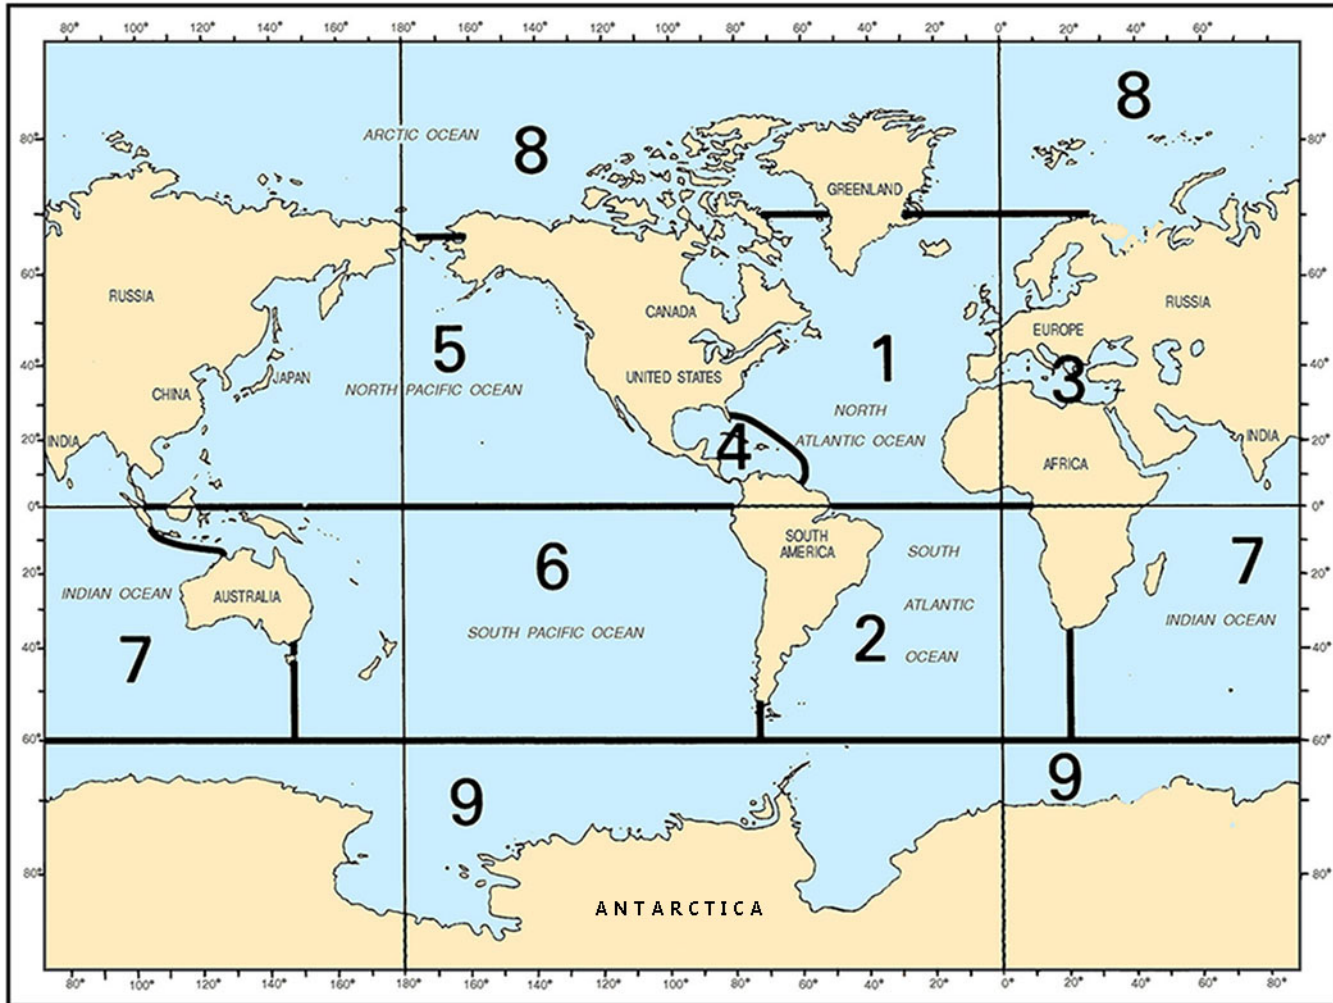 80° 100° 120° 140° 160° 180° 160° 140° 120° 100° 80° 60° 40° 20° 0° 20° 40° 60°
8
ARCTIC OCEAN
8
80°
80°
GREENLAND
60°
60°
RUSSIA
CANADA
RUSSIA
EUROPE
5
1
40°
40°
JAPAN
UNITED STATES
3
CHINA
NORTH PACIFIC OCEAN
NORTH
INDIA
20°
4
ATLANTIC OCEAN
INDIA
20°
AFRICA
0°
0°
SOUTH
AMERICA
SOUTH
6
7
20°
20°
INDIAN OCEAN
AUSTRALIA
ATLANTIC
INDIAN OCEAN
SOUTH PACIFIC OCEAN
2
40°
7
OCEAN
40°
60°
60°
9
9
80°
80°
ANTARCTICA
80° 100° 120° 140° 180° 160° 140° 120° 100° 80° 60° 40° 20° 0° 20° 40° 60° 80°